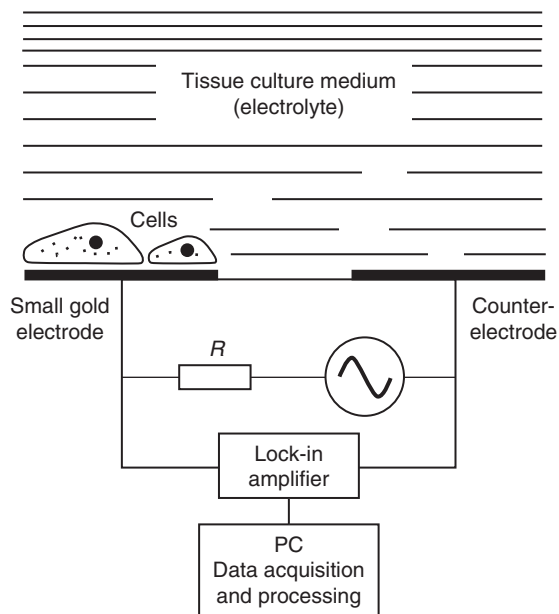 Tissue culture medium
(electrolyte)
Cells
Small gold
electrode
Counter-
electrode
R
Lock-in
amplifier
PC
Data acquisition
and processing